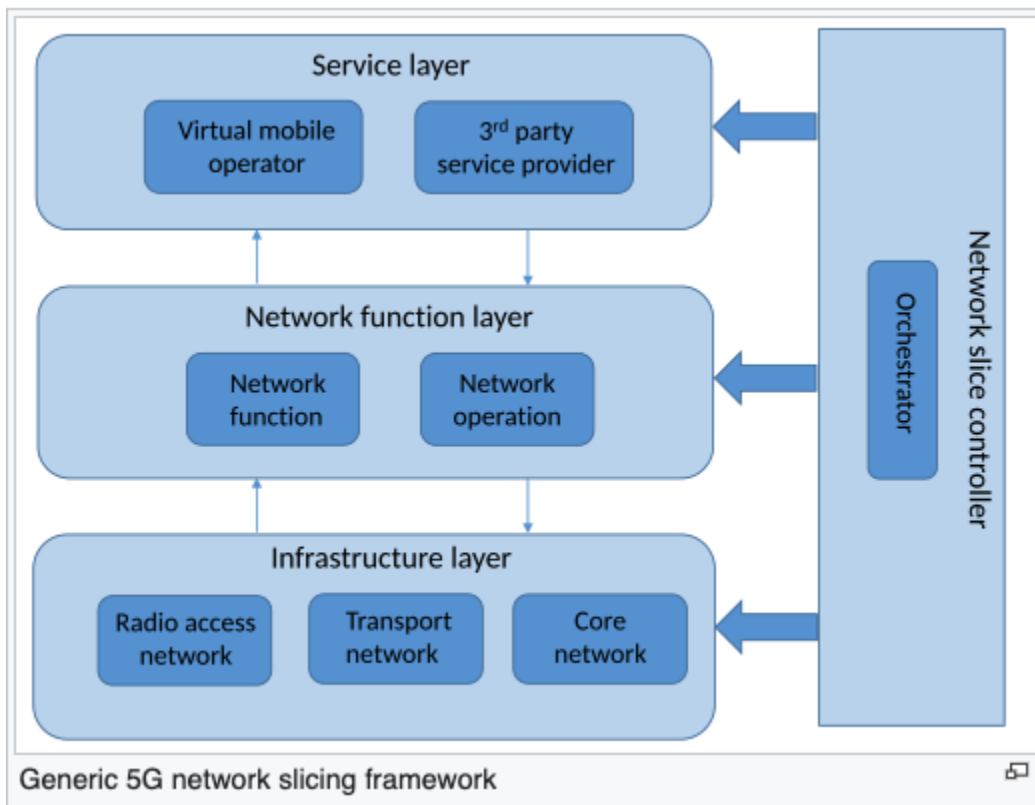 Service layer
Virtual mobile
operator
3rd party
service provider
Network function layer
Network
function
Network
operation
Infrastructure layer
Radio access
network
Transport
network
Core
network
Orchestrator
Network slice controller
Generic 5G network slicing framework